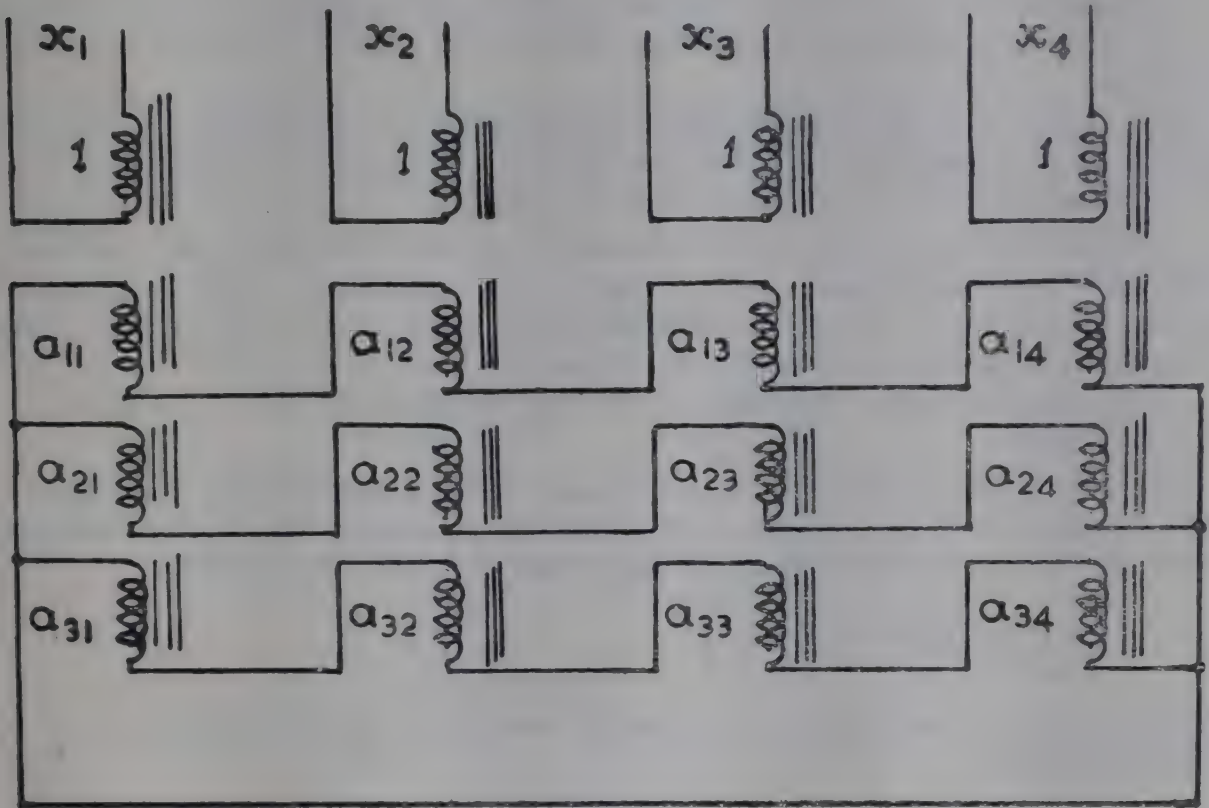 x₁ x₂ x₃ x₄
1 1 1 1
a₁₁ a₁₂ a₁₃ a₁₄
a₂₁ a₂₂ a₂₃ a₂₄
a₃₁ a₃₂ a₃₃ a₃₄